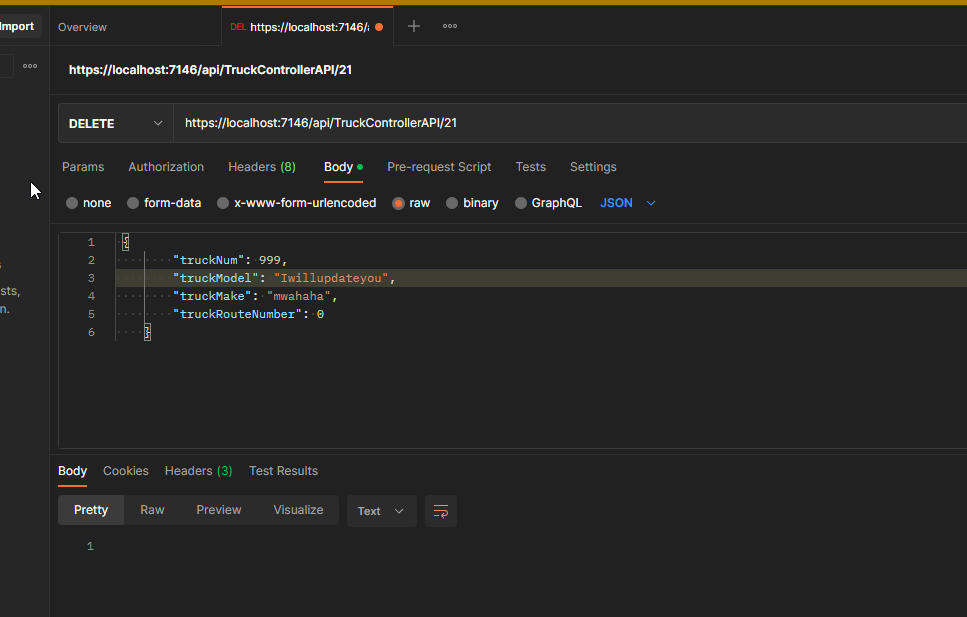 Import
Overview
DEL https://localhost:7146/a
https://localhost:7146/api/TruckControllerAPI/21
DELETE
https://localhost:7146/api/TruckControllerAPI/21
Params Authorization Headers (8) Body Pre-request Script Tests Settings
none form-data x-www-form-urlencoded raw binary GraphQL JSON
1 {
2 "truckNum": 999,
sts,
3 "truckModel": "Iwillupdateyou",
4 "truckMake": "mwahaha",
n.
5 "truckRouteNumber": 0
6 }
Body Cookies Headers (3) Test Results
Pretty Raw Preview Visualize Text
1